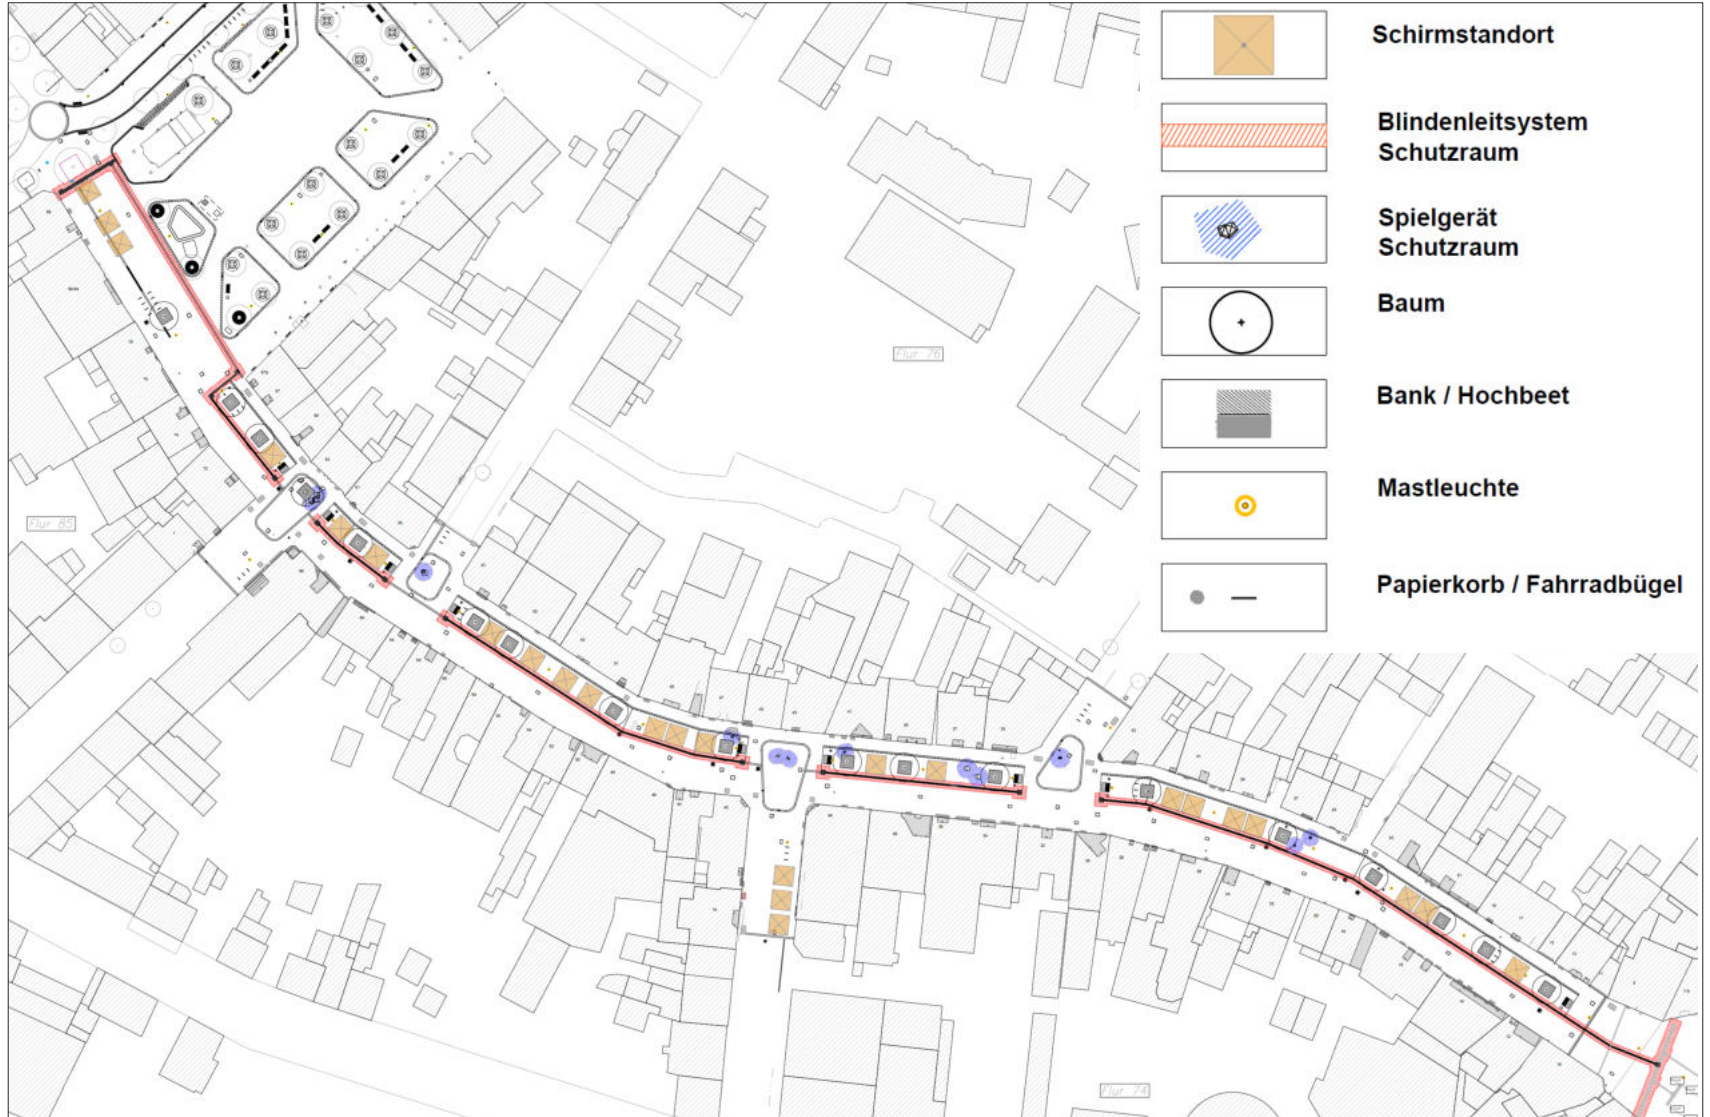 Schirmstandort
Blindenleitsystem
Schutzraum
Spielgerät
Schutzraum
Baum
Bank / Hochbeet
Mastleuchte
Papierkorb / Fahrradbügel
Flur 76
Flur 85
Flur 74